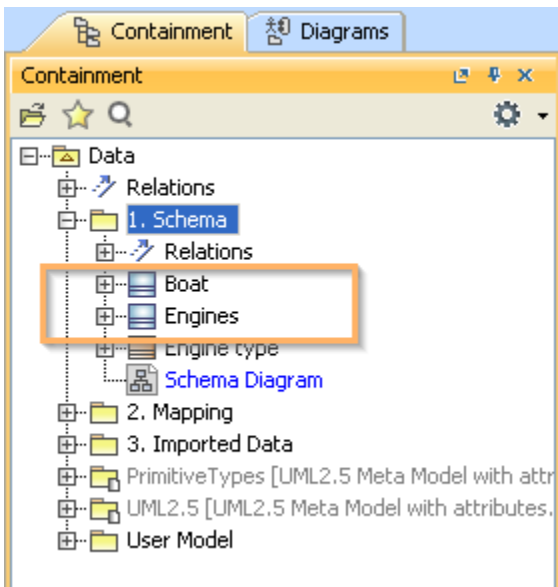 Containment Diagrams
Containment
Data
Relations
1. Schema
Relations
Boat
Engines
Engine type
Schema Diagram
2. Mapping
3. Imported Data
PrimitiveTypes [UML2.5 Meta Model with attr
UML2.5 [UML2.5 Meta Model with attributes.
User Model